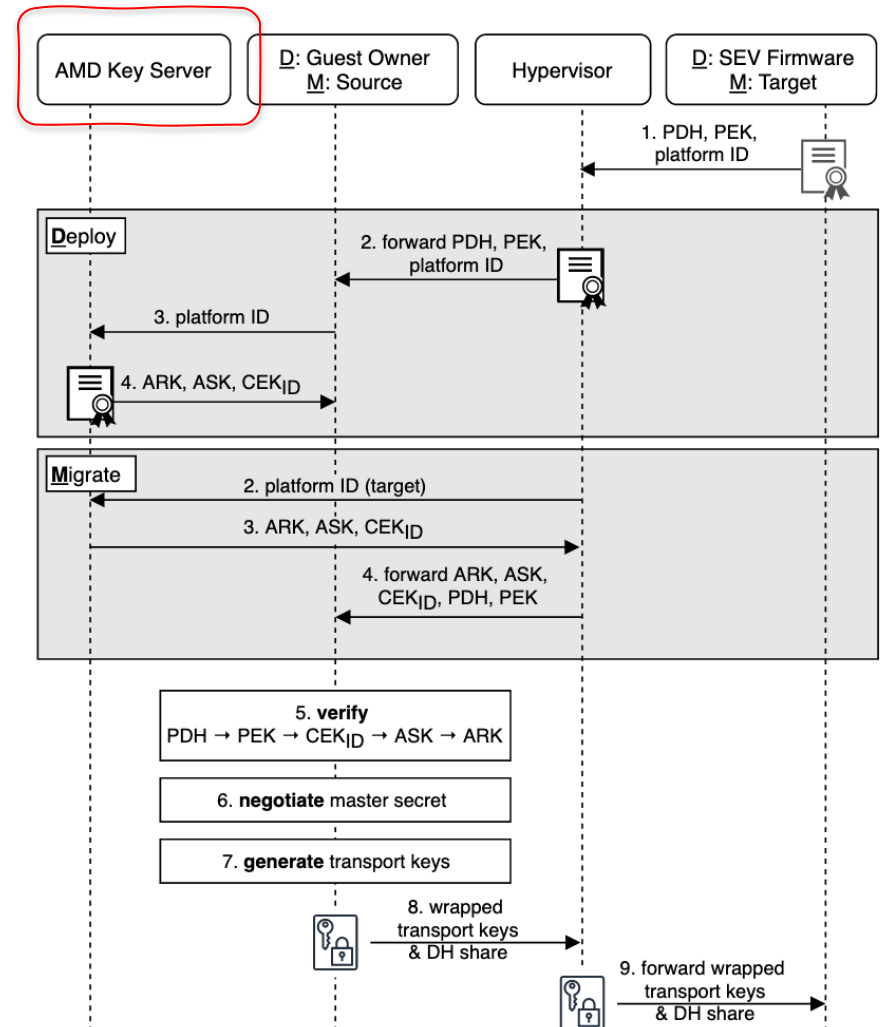 AMD Key Server
D: Guest Owner
M: Source
Hypervisor
D: SEV Firmware
M: Target
1. PDH, PEK,
platform ID
Deploy
2. forward PDH, PEK,
platform ID
3. platform ID
4. ARK, ASK, CEKID
Migrate
2. platform ID (target)
3. ARK, ASK, CEKID
4. forward ARK, ASK,
CEKID, PDH, PEK
5. verify
PDH → PEK → CEKID → ASK → ARK
6. negotiate master secret
7. generate transport keys
8. wrapped
transport keys
& DH share
9. forward wrapped
transport keys
& DH share